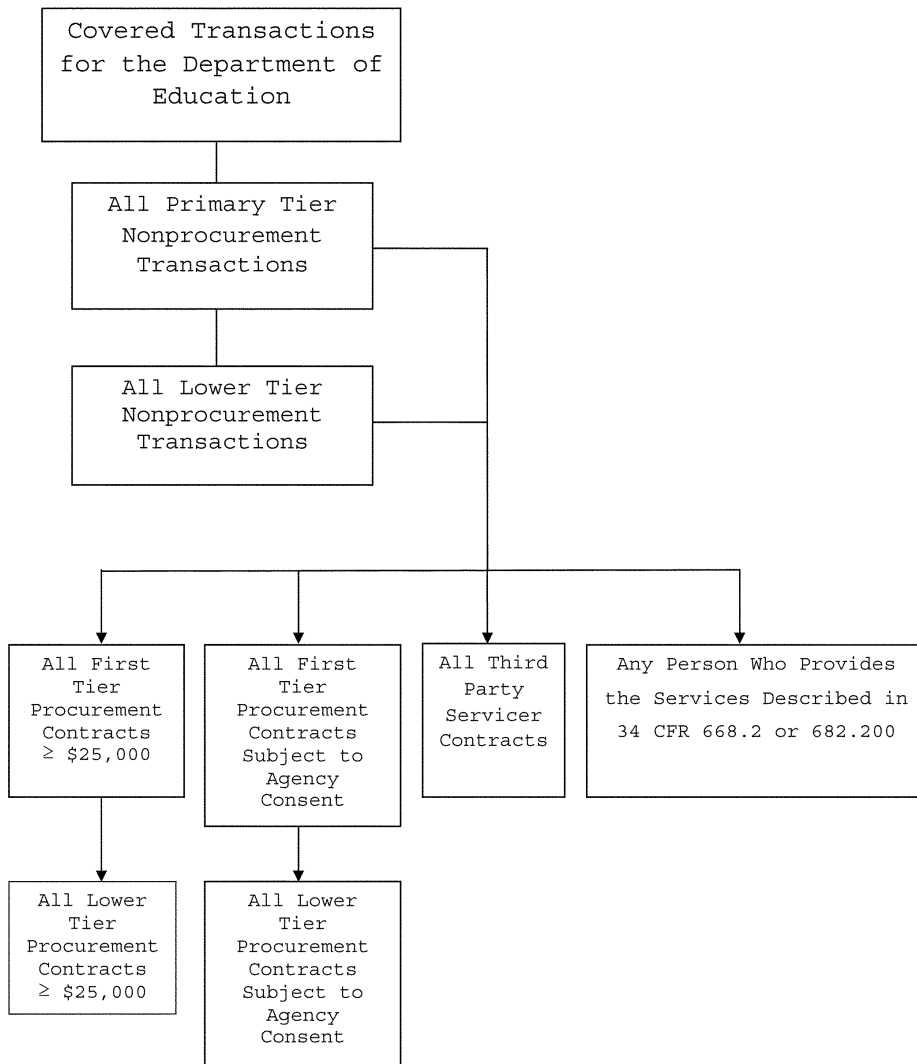 Covered Transactions
for the Department of
Education
All Primary Tier
Nonprocurement
Transactions
All Lower Tier
Nonprocurement
Transactions
All First
Tier
Procurement
Contracts
≥ $25,000
All First
Tier
Procurement
Contracts
Subject to
Agency
Consent
All Third
Party
Servicer
Contracts
Any Person Who Provides
the Services Described in
34 CFR 668.2 or 682.200
All Lower
Tier
Procurement
Contracts
≥ $25,000
All Lower
Tier
Procurement
Contracts
Subject to
Agency
Consent